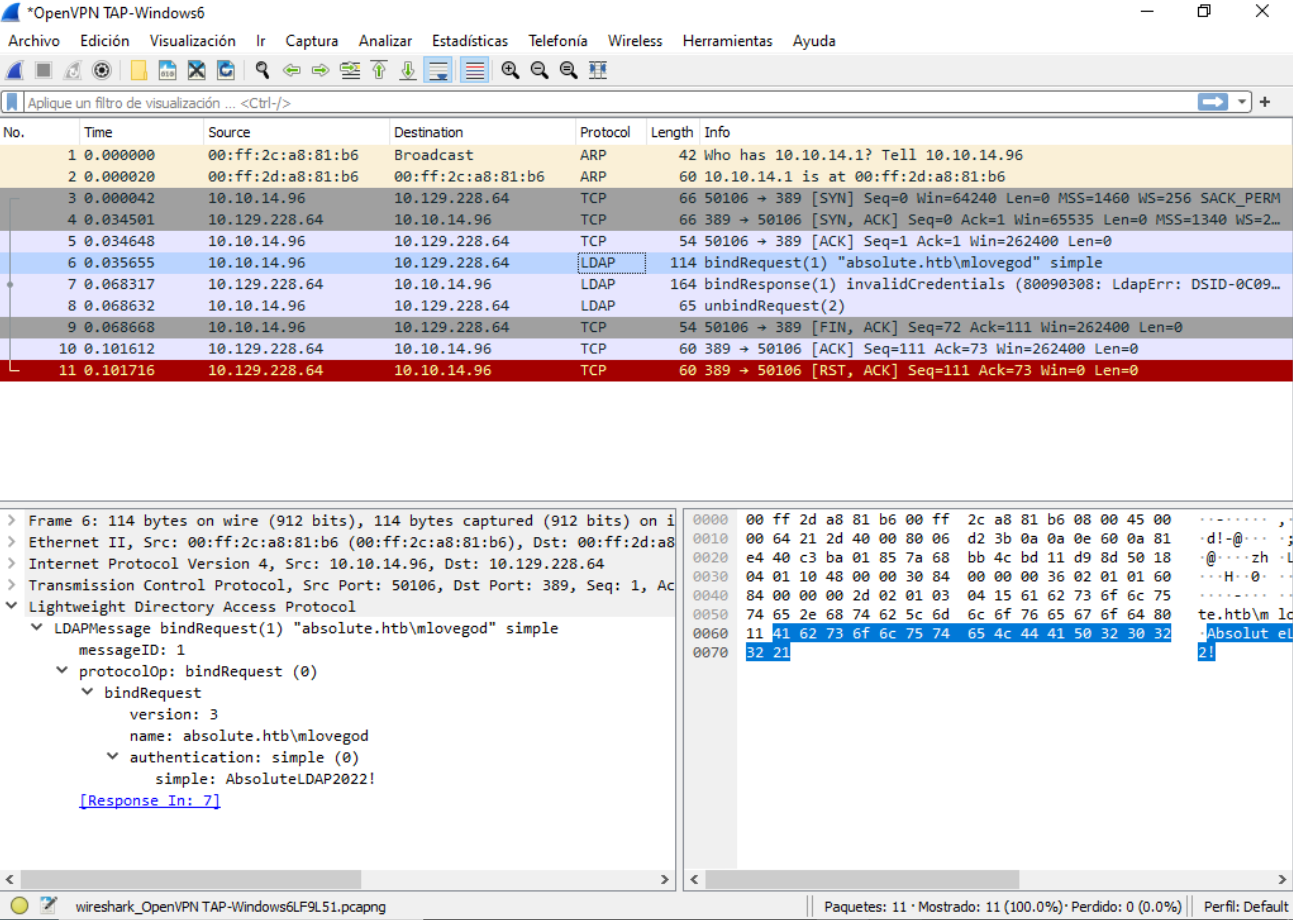 *OpenVPN TAP-Windows6
Archivo Edición Visualización Ir Captura Analizar Estadísticas Telefonía Wireless Herramientas Ayuda
Aplique un filtro de visualización ... <Ctrl-/>
No. Time Source Destination Protocol Length Info
1 0.000000 00:ff:2c:a8:81:b6 Broadcast ARP 42 Who has 10.10.14.1? Tell 10.10.14.96
2 0.000020 00:ff:2d:a8:81:b6 00:ff:2c:a8:81:b6 ARP 60 10.10.14.1 is at 00:ff:2d:a8:81:b6
3 0.000042 10.10.14.96 10.129.228.64 TCP 66 50106 → 389 [SYN] Seq=0 Win=64240 Len=0 MSS=1460 WS=256 SACK_PERM
4 0.034501 10.129.228.64 10.10.14.96 TCP 66 389 → 50106 [SYN, ACK] Seq=0 Ack=1 Win=65535 Len=0 MSS=1340 WS=2…
5 0.034648 10.10.14.96 10.129.228.64 TCP 54 50106 → 389 [ACK] Seq=1 Ack=1 Win=262400 Len=0
6 0.035655 10.10.14.96 10.129.228.64 LDAP 114 bindRequest(1) "absolute.htb\mlovegod" simple
7 0.068317 10.129.228.64 10.10.14.96 LDAP 164 bindResponse(1) invalidCredentials (80090308: LdapErr: DSID-0C09…
8 0.068632 10.10.14.96 10.129.228.64 LDAP 65 unbindRequest(2)
9 0.068668 10.10.14.96 10.129.228.64 TCP 54 50106 → 389 [FIN, ACK] Seq=72 Ack=111 Win=262400 Len=0
10 0.101612 10.129.228.64 10.10.14.96 TCP 60 389 → 50106 [ACK] Seq=111 Ack=73 Win=262400 Len=0
11 0.101716 10.129.228.64 10.10.14.96 TCP 60 389 → 50106 [RST, ACK] Seq=111 Ack=73 Win=0 Len=0
Frame 6: 114 bytes on wire (912 bits), 114 bytes captured (912 bits) on i
Ethernet II, Src: 00:ff:2c:a8:81:b6 (00:ff:2c:a8:81:b6), Dst: 00:ff:2d:a8
Internet Protocol Version 4, Src: 10.10.14.96, Dst: 10.129.228.64
Transmission Control Protocol, Src Port: 50106, Dst Port: 389, Seq: 1, Ac
Lightweight Directory Access Protocol
LDAPMessage bindRequest(1) "absolute.htb\mlovegod" simple
messageID: 1
protocolOp: bindRequest (0)
bindRequest
version: 3
name: absolute.htb\mlovegod
authentication: simple (0)
simple: AbsoluteLDAP2022!
[Response In: 7]
0000 00 ff 2d a8 81 b6 00 ff 2c a8 81 b6 08 00 45 00 ··-····· ,
0010 00 64 21 2d 40 00 80 06 d2 3b 0a 0a 0e 60 0a 81 ·d!-@··· ·;
0020 e4 40 c3 ba 01 85 7a 68 bb 4c bd 11 d9 8d 50 18 ·@····zh ·L
0030 04 01 10 48 00 00 30 84 00 00 00 36 02 01 01 60 ···H··0· ··
0040 84 00 00 00 2d 02 01 03 04 15 61 62 73 6f 6c 75 ····-··· ··
0050 74 65 2e 68 74 62 5c 6d 6c 6f 76 65 67 6f 64 80 te.htb\m lo
0060 11 41 62 73 6f 6c 75 74 65 4c 44 41 50 32 30 32 ·Absolut eL
0070 32 21 2!
wireshark_OpenVPN TAP-Windows6LF9L51.pcapng Paquetes: 11 · Mostrado: 11 (100.0%)· Perdido: 0 (0.0%) Perfil: Default